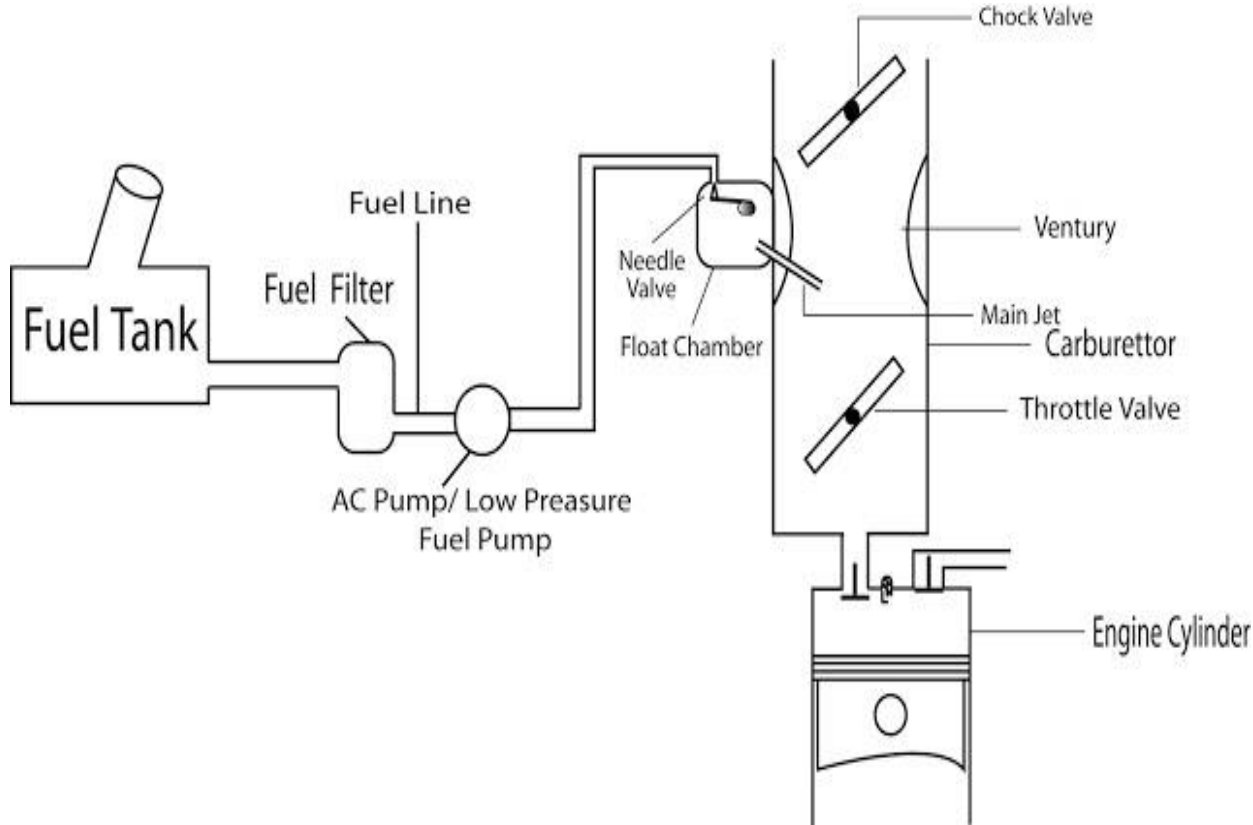 Chock Valve
Fuel Line
Fuel Filter
Fuel Tank
Needle
Valve
Float Chamber
Ventury
Main Jet
Carburettor
Throttle Valve
AC Pump/ Low Preasure
Fuel Pump
Engine Cylinder